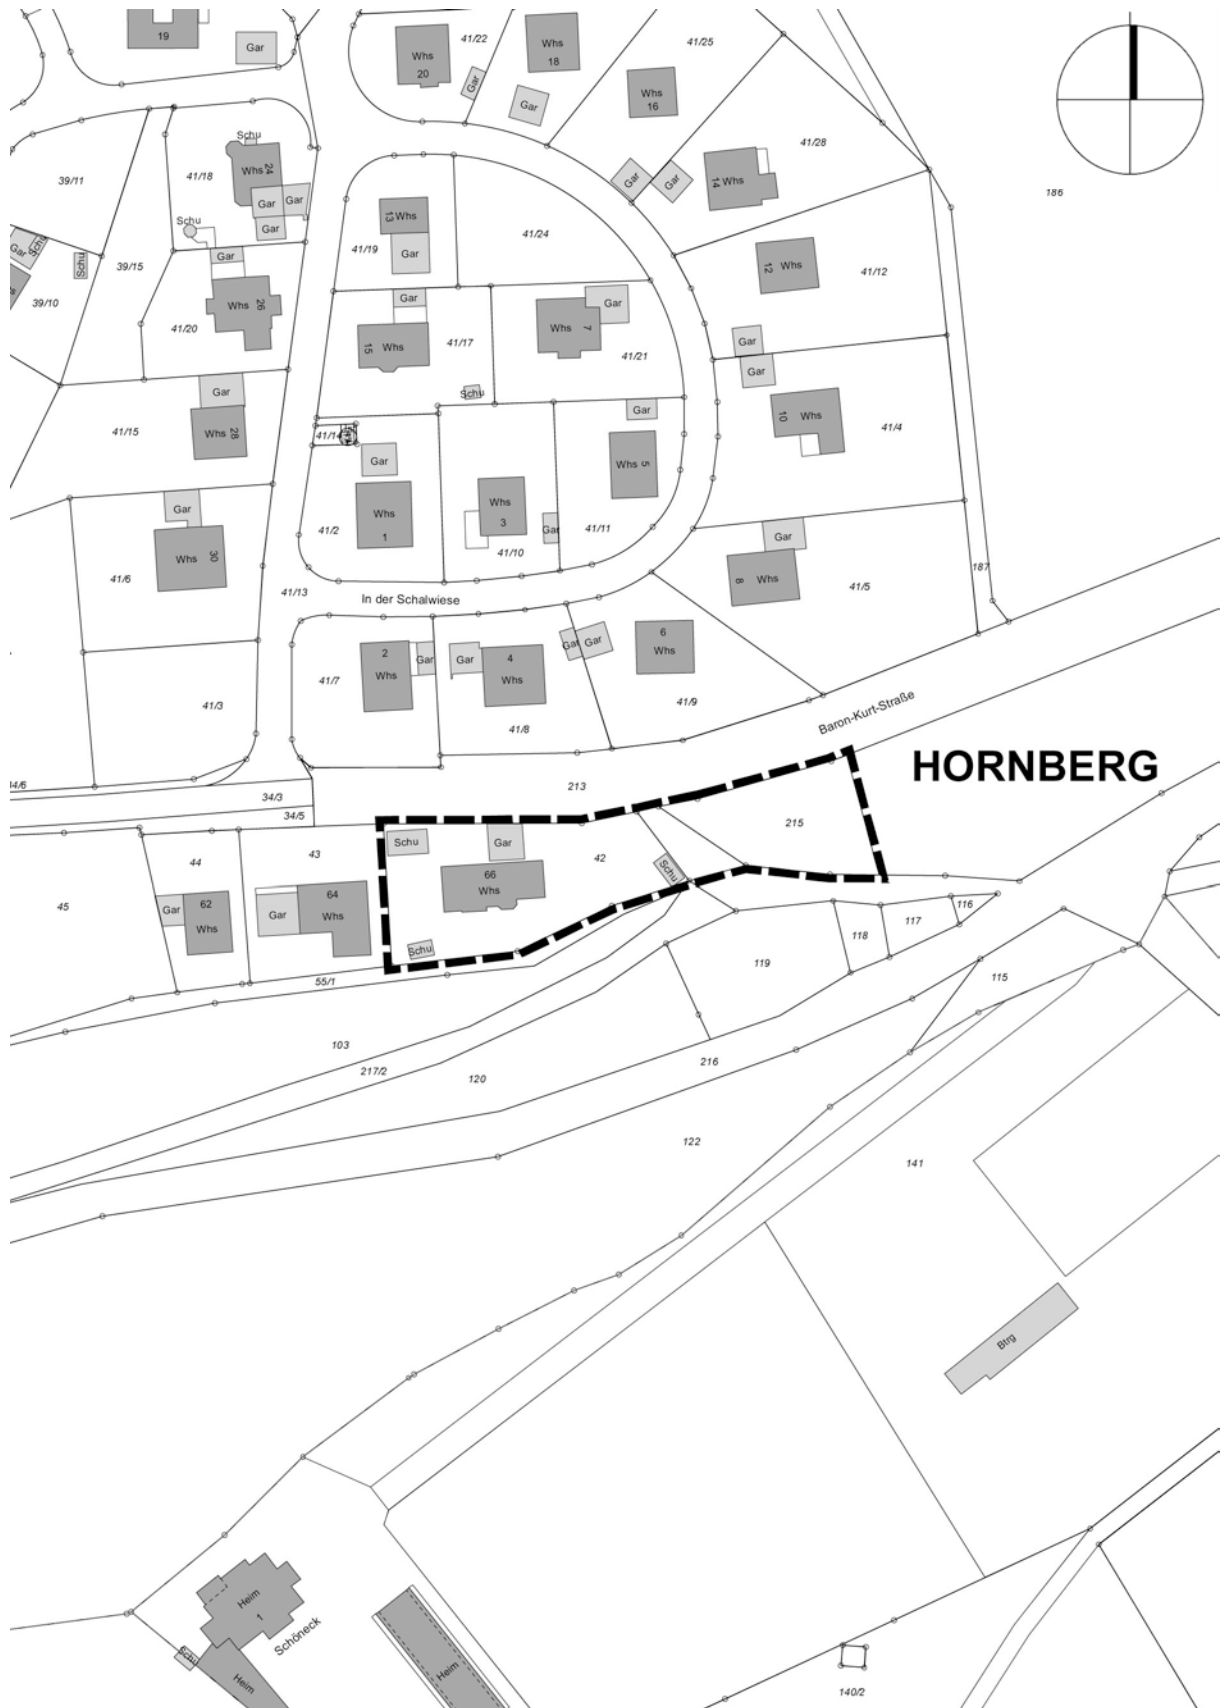 19
Gar
Whs
20
41/22
Gar
Whs
18
Gar
41/25
Whs
16
41/28
Gar
Gar
14
Whs
186
39/11
41/18
Schu
Whs
24
Gar
Gar
Gar
Schu
Gar
Schu
Schu
39/15
39/10
Gar
Whs
26
41/20
13
Whs
Gar
41/19
41/24
12
Whs
41/12
Gar
15
Whs
41/17
Whs
7
Gar
41/21
Schu
Gar
Gar
10
Whs
41/4
Gar
Whs
28
41/15
41/14
Gar
Whs
1
41/2
Whs
3
Gar
41/10
Gar
Whs
5
41/11
Gar
Whs
30
41/6
41/13
In der Schalwiese
Gar
8
Whs
41/5
187
41/3
2
Whs
Gar
41/7
Gar
4
Whs
41/8
Gar
Gar
6
Whs
41/9
Baron-Kurt-Straße
HORNBERG
34/3
34/5
213
215
Schu
Gar
66
Whs
42
Schu
Schu
44
43
45
Gar
62
Whs
Gar
64
Whs
55/1
116
117
118
119
115
103
217/2
120
216
122
141
Btrg
Heim
1
Schöneck
Schu
Heim
Heim
140/2